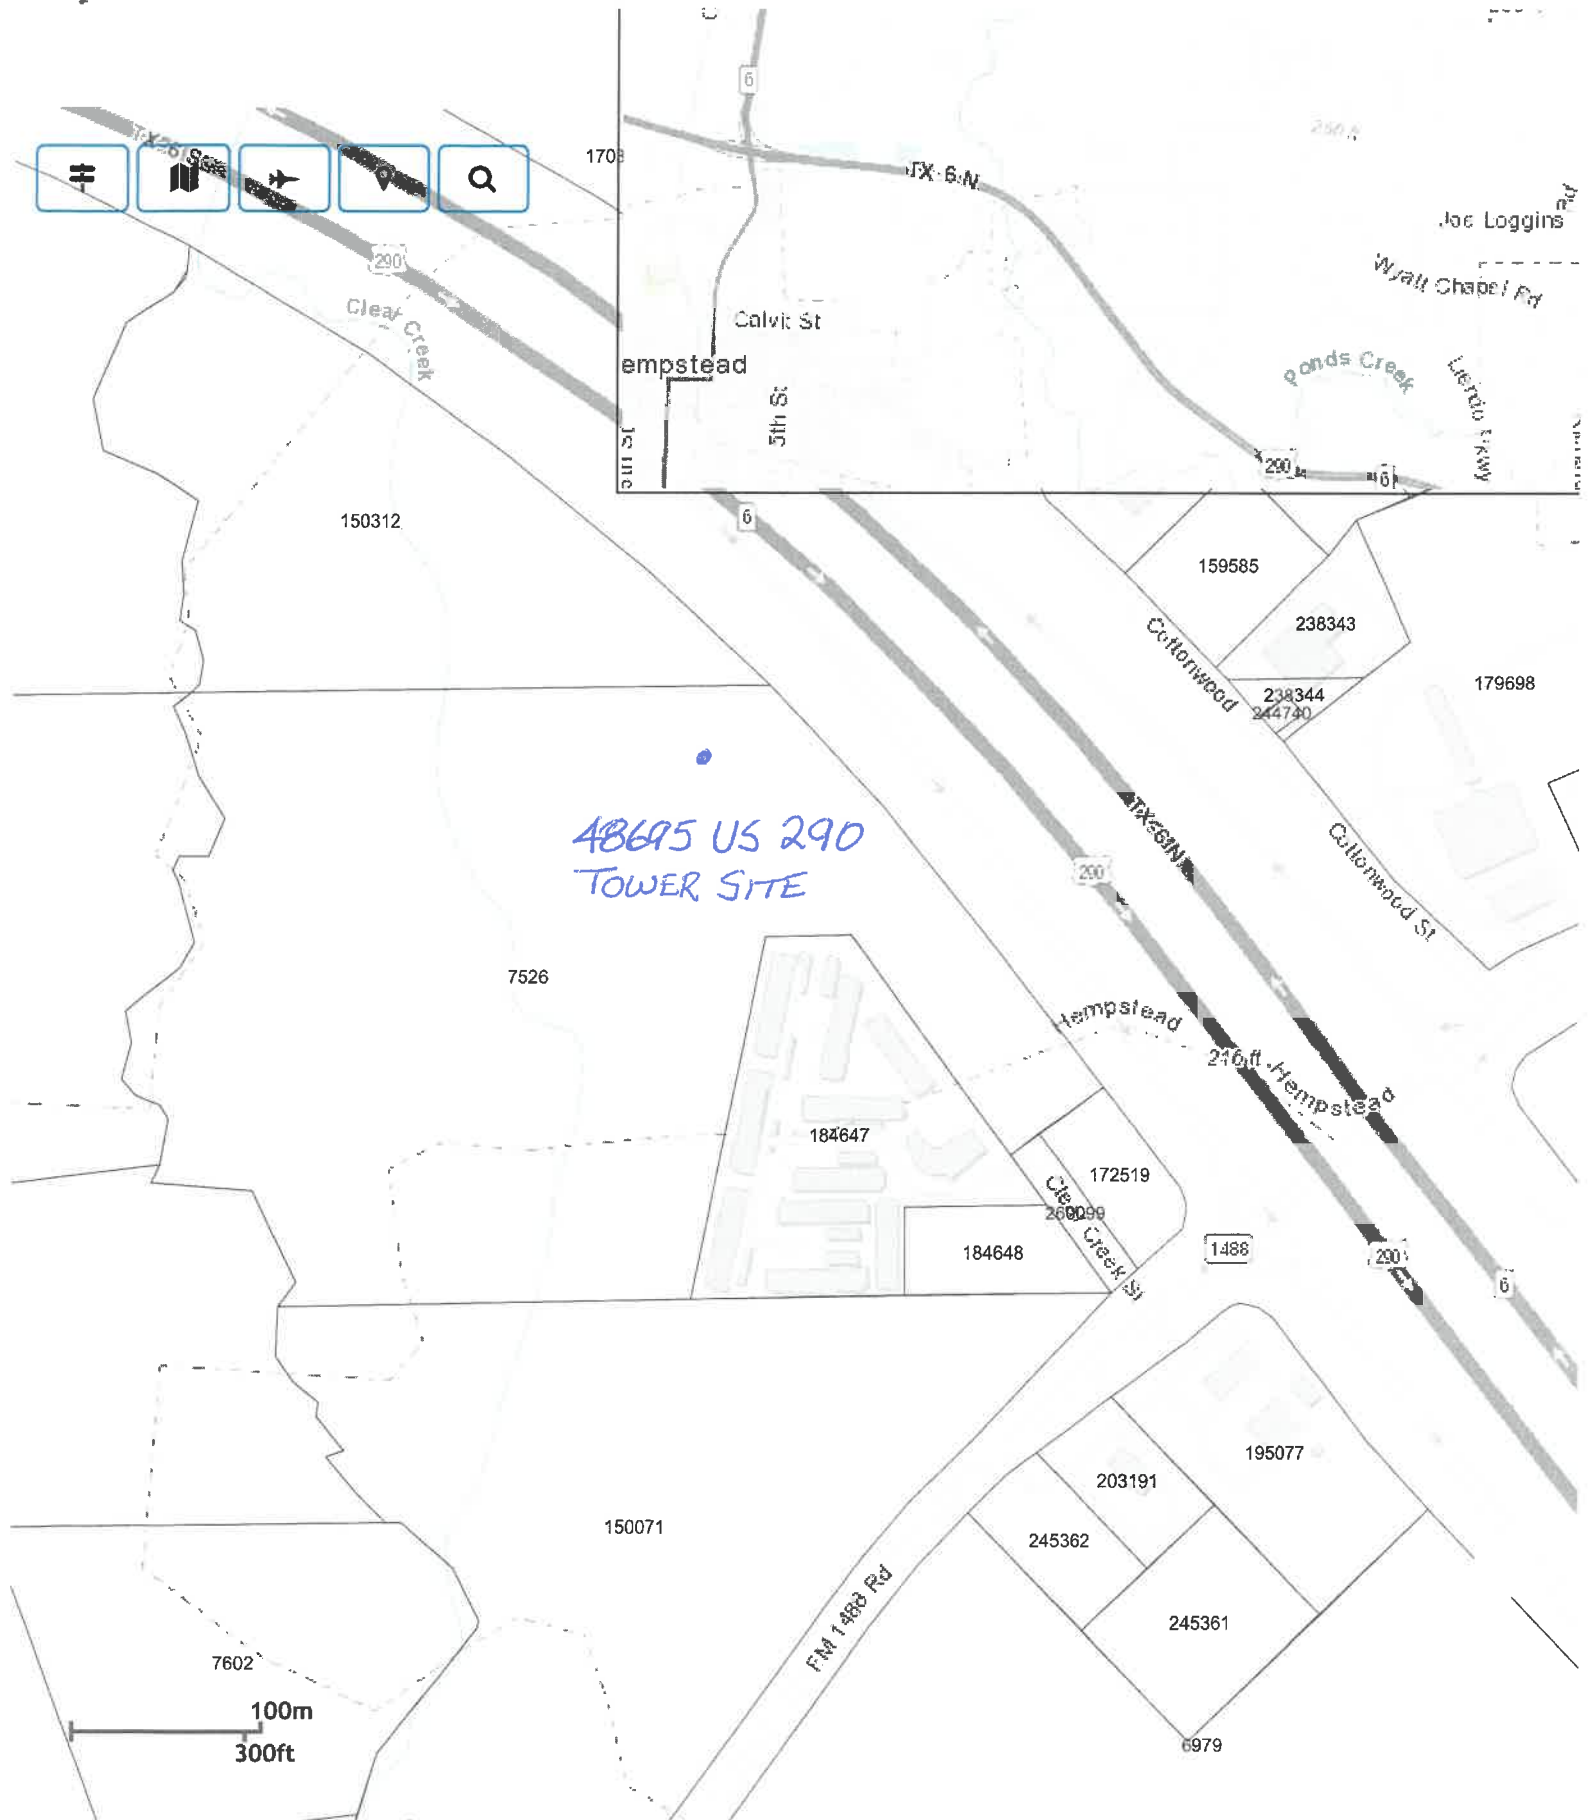 6
TX 6 N
Joe Loggins
Wyatt Chapel Rd
Calvit St
empstead
5th St
Ponds Creek
290
6
290
Clear Creek
150312
6
159585
238343
238344
244740
179698
Cottonwood
48695 US 290
TOWER SITE
Cottonwood St
290
7526
Hempstead
216 ft
Hempstead
184647
172519
Clear Creek St
184648
1488
290
6
195077
203191
150071
245362
FM 1488 Rd
245361
7602
100m
300ft
6979